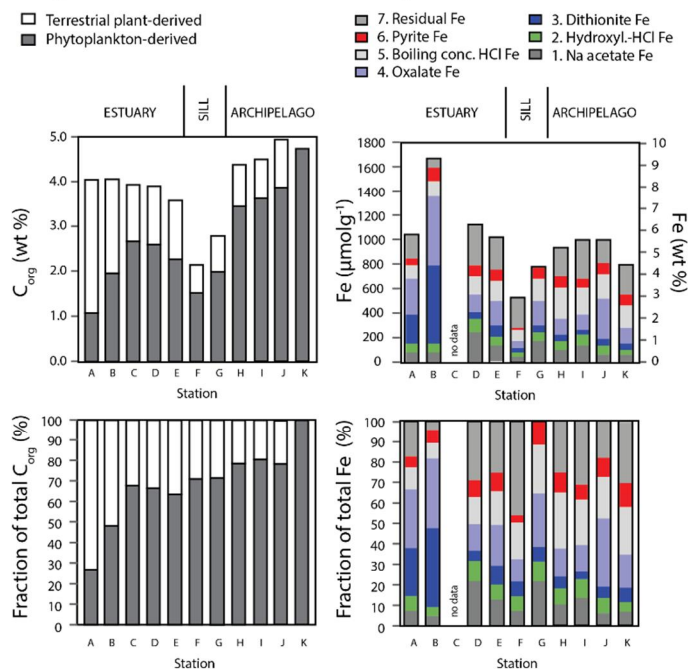 Terrestrial plant-derived
Phytoplankton-derived
7. Residual Fe
6. Pyrite Fe
5. Boiling conc. HCl Fe
4. Oxalate Fe
3. Dithionite Fe
2. Hydroxyl.-HCl Fe
1. Na acetate Fe
ESTUARY SILL ARCHIPELAGO
5.0
4.0
3.0
2.0
1.0
0.0
Corg (wt %)
A B C D E F G H I J K
Station
ESTUARY SILL ARCHIPELAGO
1800
1600
1400
1200
1000
800
600
400
200
0
Fe (µmolg-1)
10
9
8
7
6
5
4
3
2
1
0
Fe (wt %)
no data
A B C D E F G H I J K
Station
100
90
80
70
60
50
40
30
20
10
0
Fraction of total Corg (%)
A B C D E F G H I J K
Station
100
90
80
70
60
50
40
30
20
10
0
Fraction of total Fe (%)
no data
A B C D E F G H I J K
Station